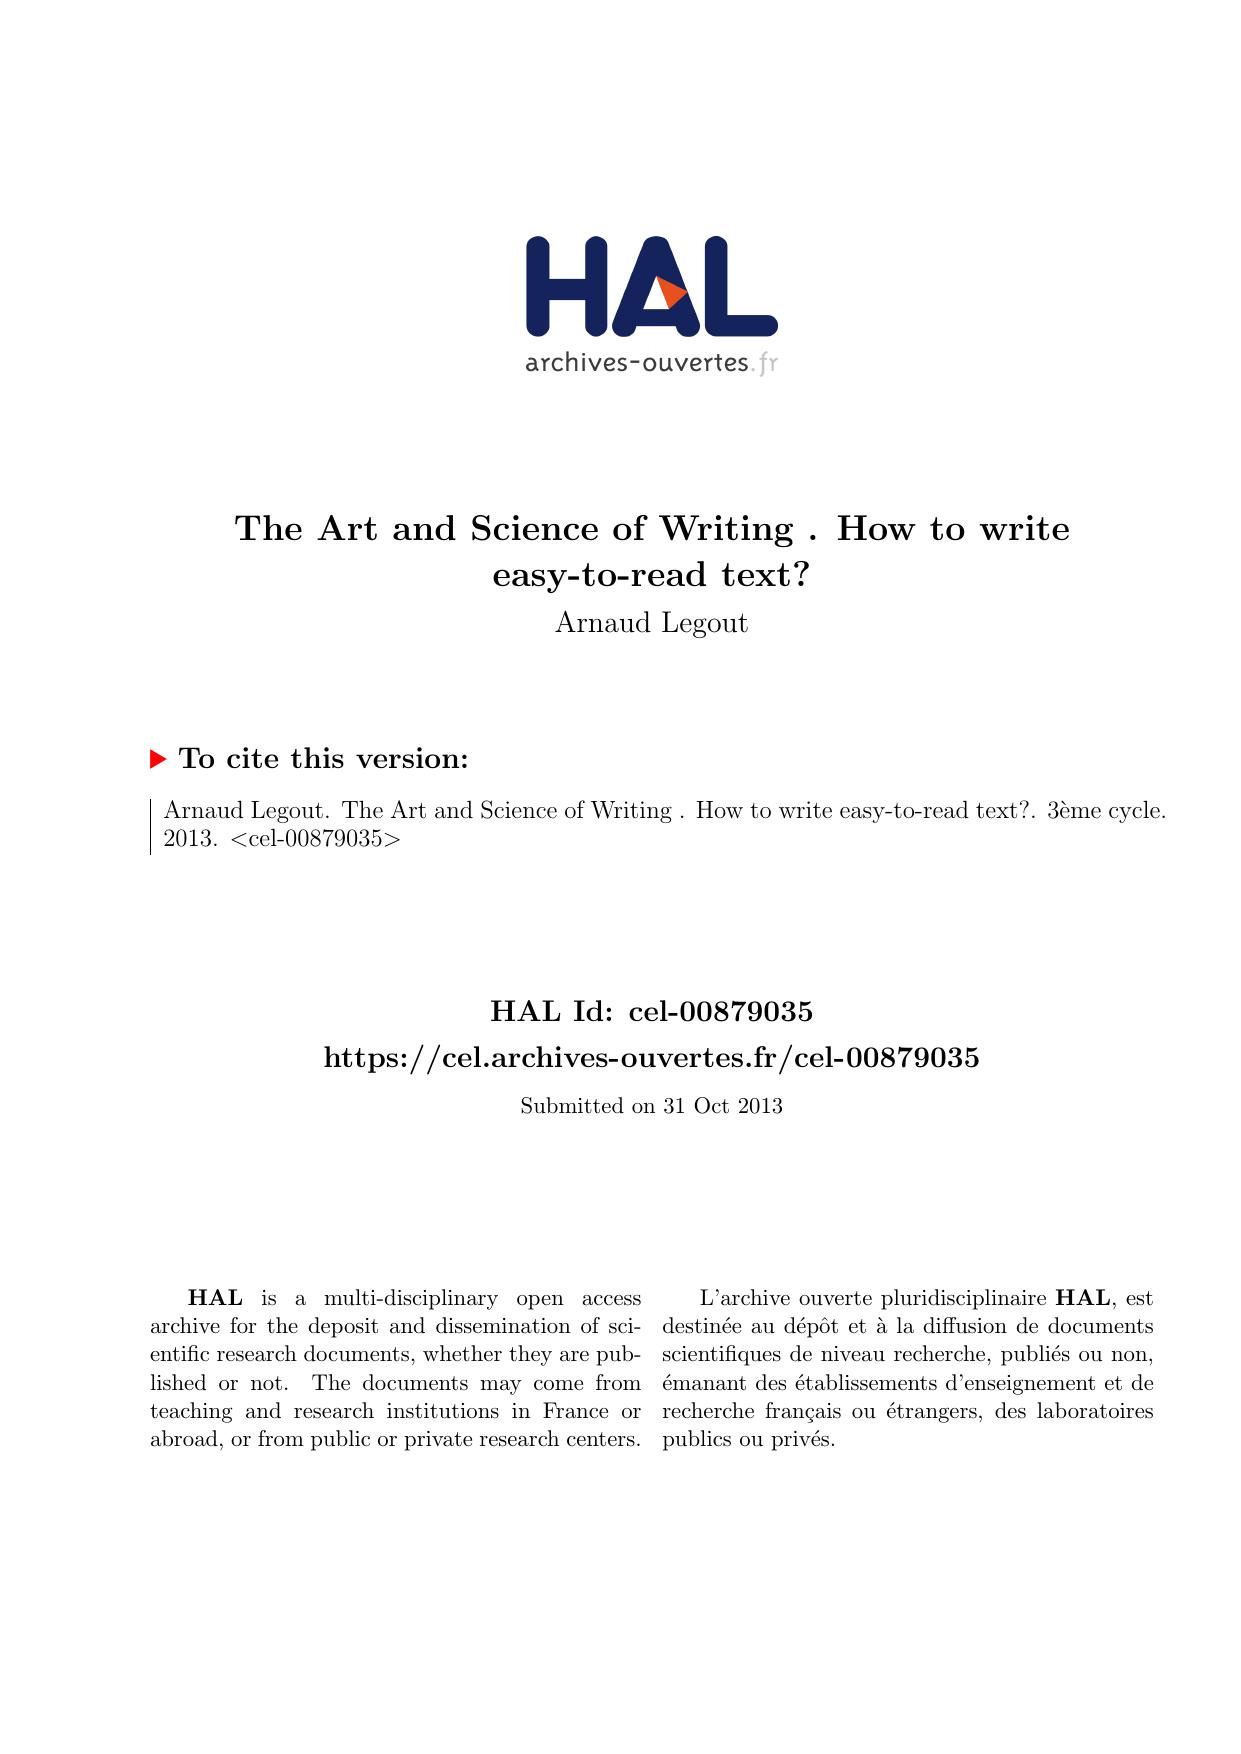 HAL
archives-ouvertes.fr
The Art and Science of Writing . How to write
easy-to-read text?
Arnaud Legout
To cite this version:
Arnaud Legout. The Art and Science of Writing . How to write easy-to-read text?. 3ème cycle.
2013. <cel-00879035>
HAL Id: cel-00879035
https://cel.archives-ouvertes.fr/cel-00879035
Submitted on 31 Oct 2013
HAL is a multi-disciplinary open access
archive for the deposit and dissemination of sci-
entific research documents, whether they are pub-
lished or not. The documents may come from
teaching and research institutions in France or
abroad, or from public or private research centers.
L'archive ouverte pluridisciplinaire HAL, est
destinée au dépôt et à la diffusion de documents
scientifiques de niveau recherche, publiés ou non,
émanant des établissements d'enseignement et de
recherche français ou étrangers, des laboratoires
publics ou privés.